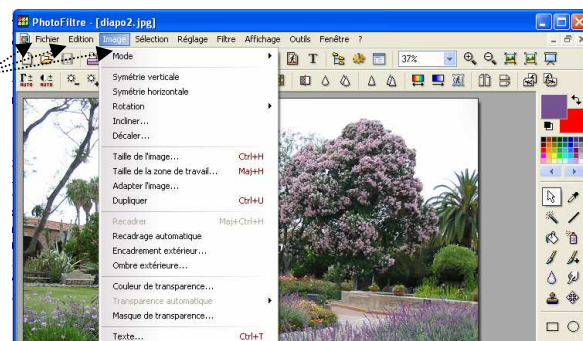 PhotoFiltre - [diapo2.jpg]
Fichier Edition Image Sélection Réglage Filtre Affichage Outils Fenêtre ?
Mode
T
37%
AUTO AUTO
Symétrie verticale
Symétrie horizontale
Rotation
Incliner...
Décaler...
Taille de l'image... Ctrl+H
Taille de la zone de travail... Maj+H
Adapter l'image...
Dupliquer Ctrl+U
Recadrer Maj+Ctrl+H
Recadrage automatique
Encadrement extérieur...
Ombre extérieure...
Couleur de transparence...
Transparence automatique
Masque de transparence...
Texte... Ctrl+T